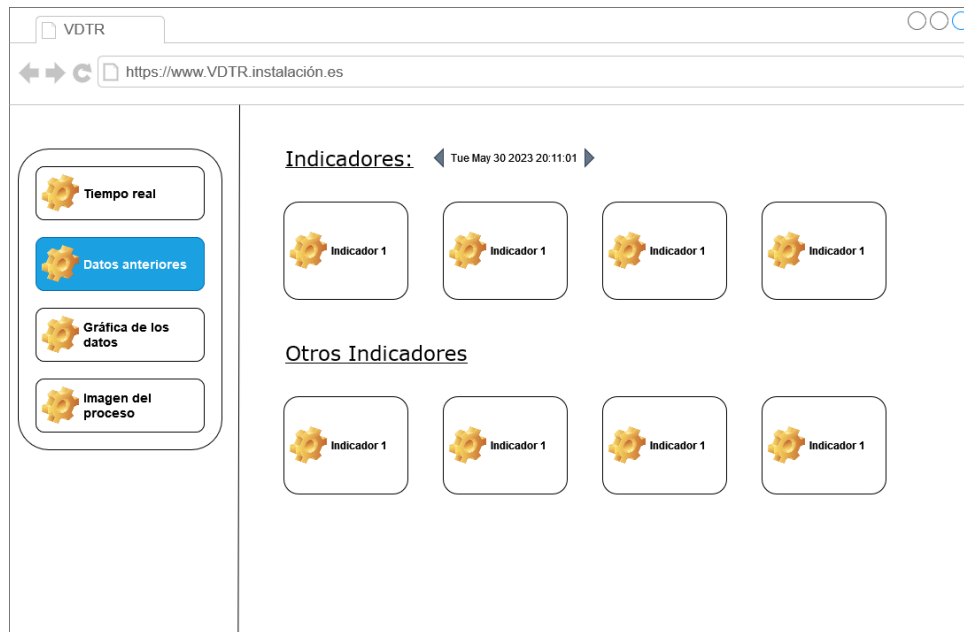 VDTR
https://www.VDTR.instalación.es
Tiempo real
Datos anteriores
Gráfica de los
datos
Imagen del
proceso
Indicadores: Tue May 30 2023 20:11:01
Indicador 1 Indicador 1 Indicador 1 Indicador 1
Otros Indicadores
Indicador 1 Indicador 1 Indicador 1 Indicador 1